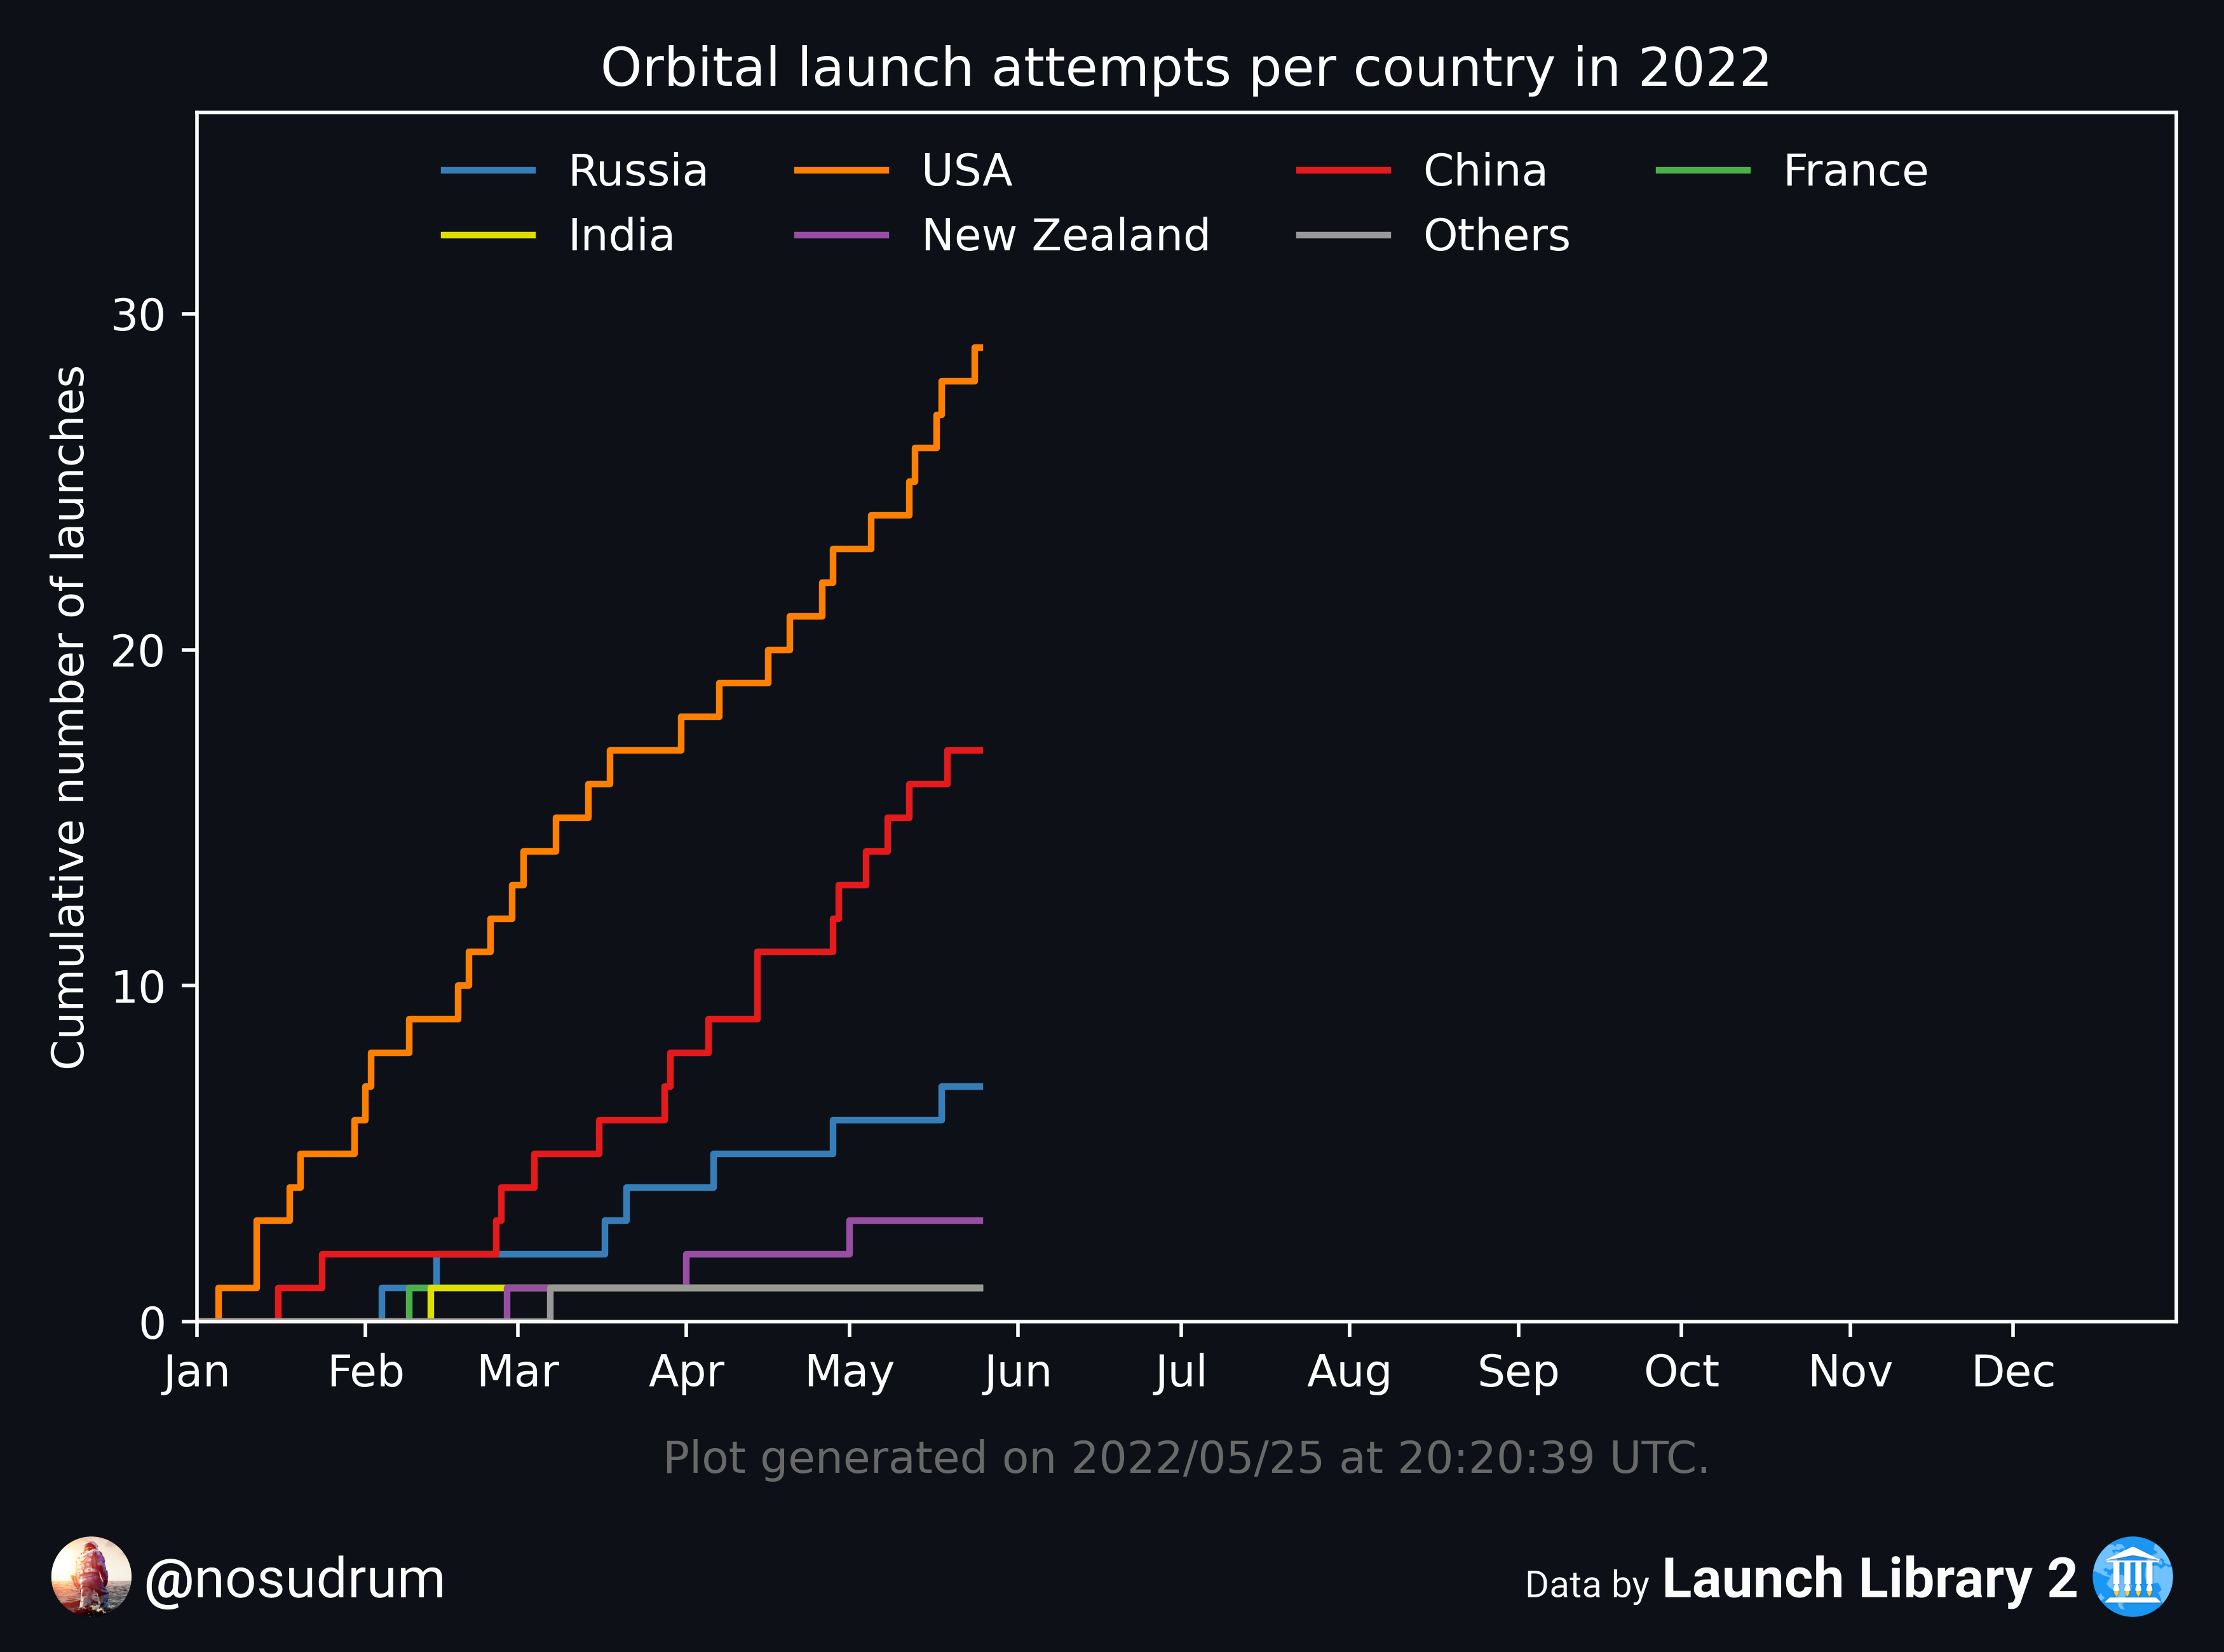 Orbital launch attempts per country in 2022
Russia USA China France
India New Zealand Others
Cumulative number of launches
30
20
10
0
Jan Feb Mar Apr May Jun Jul Aug Sep Oct Nov Dec
Plot generated on 2022/05/25 at 20:20:39 UTC.
@nosudrum
Data by Launch Library 2